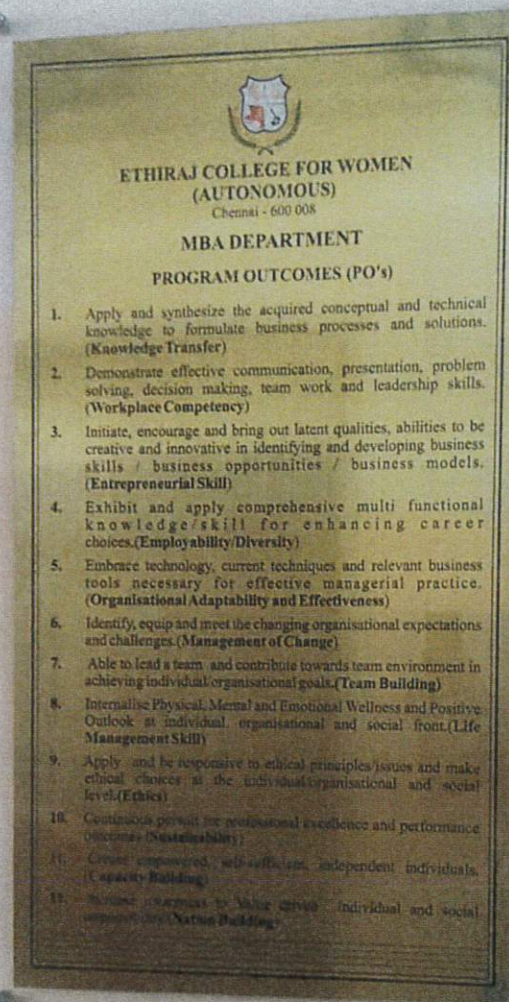 ETHIRAJ COLLEGE FOR WOMEN
(AUTONOMOUS)
Chennai - 600 008
MBA DEPARTMENT
PROGRAM OUTCOMES (PO's)
1. Apply and synthesize the acquired conceptual and technical
knowledge to formulate business processes and solutions.
(Knowledge Transfer)
2. Demonstrate effective communication, presentation, problem
solving, decision making, team work and leadership skills.
(Workplace Competency)
3. Initiate, encourage and bring out latent qualities, abilities to be
creative and innovative in identifying and developing business
skills / business opportunities / business models.
(Entrepreneurial Skill)
4. Exhibit and apply comprehensive multi functional
knowledge/skill for enhancing career
choices.(Employability/Diversity)
5. Embrace technology, current techniques and relevant business
tools necessary for effective managerial practice.
(Organisational Adaptability and Effectiveness)
6. Identify, equip and meet the changing organisational expectations
and challenges.(Management of Change)
7. Able to lead a team and contribute towards team environment in
achieving individual/organisational goals.(Team Building)
8. Internalise Physical, Mental and Emotional Wellness and Positive
Outlook at individual, organisational and social front.(Life
Management Skill)
9. Apply and be responsive to ethical principles/issues and make
ethical choices at the individual/organisational and social
level.(Ethics)
10. Continuous pursuit for professional excellence and performance
(Sustainability)
11. Create empowered, self-sufficient, independent individuals.
(Capacity Building)
12. to Value driven individual and social
(Nation Building)